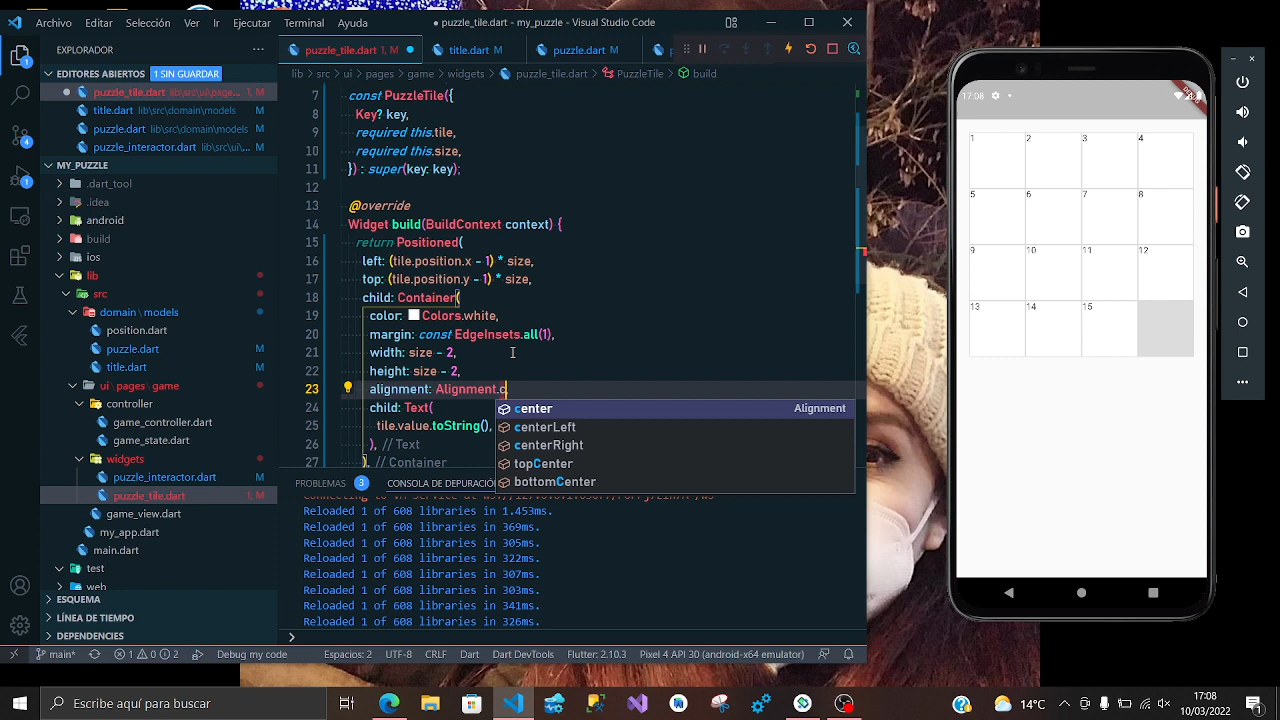 puzzle_tile.dart - my_puzzle - Visual Studio Code
EXPLORADOR
EDITORES ABIERTOS 1 SIN GUARDAR
puzzle_tile.dart lib\src\ui\page... 1, M
title.dart lib\src\domain\models
puzzle.dart lib\src\domain\mod... M
puzzle_interactor.dart lib\src\ui... M
MY_PUZZLE
.dart_tool
.idea
android
build
ios
lib
src
domain \ models
position.dart
puzzle.dart M
title.dart M
ui \ pages \ game
controller
game_controller.dart
game_state.dart
widgets
puzzle_interactor.dart M
puzzle_tile.dart 1, M
game_view.dart
my_app.dart
main.dart
test
web
ESQUEMA
LÍNEA DE TIEMPO
DEPENDENCIES
puzzle_tile.dart 1, M
title.dart M
puzzle.dart M
lib > src > ui > pages > game > widgets > puzzle_tile.dart > PuzzleTile > build
7 const PuzzleTile({
8 Key? key,
9 required this.tile,
10 required this.size,
11 }) : super(key: key);
12
13 @override
14 Widget build(BuildContext context) {
15 return Positioned(
16 left: (tile.position.x - 1) * size,
17 top: (tile.position.y - 1) * size,
18 child: Container(
19 color: Colors.white,
20 margin: const EdgeInsets.all(1),
21 width: size - 2,
22 height: size - 2,
23 alignment: Alignment.c
24 child: Text(
25 tile.value.toString(),
26 ), // Text
27 ), // Container
center Alignment
centerLeft
centerRight
topCenter
bottomCenter
PROBLEMAS 3 CONSOLA DE DEPURACIÓ
Reloaded 1 of 608 libraries in 1.453ms.
Reloaded 1 of 608 libraries in 369ms.
Reloaded 1 of 608 libraries in 305ms.
Reloaded 1 of 608 libraries in 322ms.
Reloaded 1 of 608 libraries in 307ms.
Reloaded 1 of 608 libraries in 303ms.
Reloaded 1 of 608 libraries in 341ms.
Reloaded 1 of 608 libraries in 326ms.
main* 1 0 2 Debug my code Espacios: 2 UTF-8 CRLF Dart Dart DevTools Flutter: 2.10.3 Pixel 4 API 30 (android-x64 emulator)
17:08
1 2 3 4
5 6 7 8
9 10 11 12
13 14 15
Buscar
17:08
10/03/2022